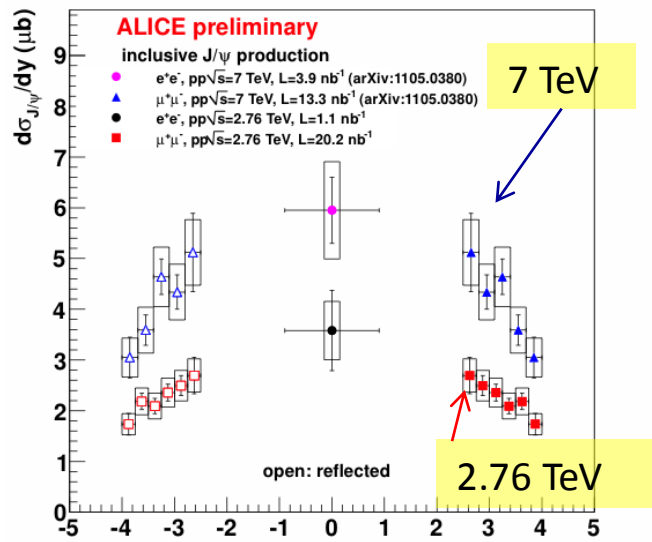 ALICE preliminary
inclusive J/ψ production
e⁺e⁻, pp√s=7 TeV, L=3.9 nb⁻¹ (arXiv:1105.0380)
μ⁺μ⁻, pp√s=7 TeV, L=13.3 nb⁻¹ (arXiv:1105.0380)
e⁺e⁻, pp√s=2.76 TeV, L=1.1 nb⁻¹
μ⁺μ⁻, pp√s=2.76 TeV, L=20.2 nb⁻¹
7 TeV
dσ_J/ψ/dy (μb)
9
8
7
6
5
4
3
2
1
0
open: reflected
2.76 TeV
-5 -4 -3 -2 -1 0 1 2 3 4 5